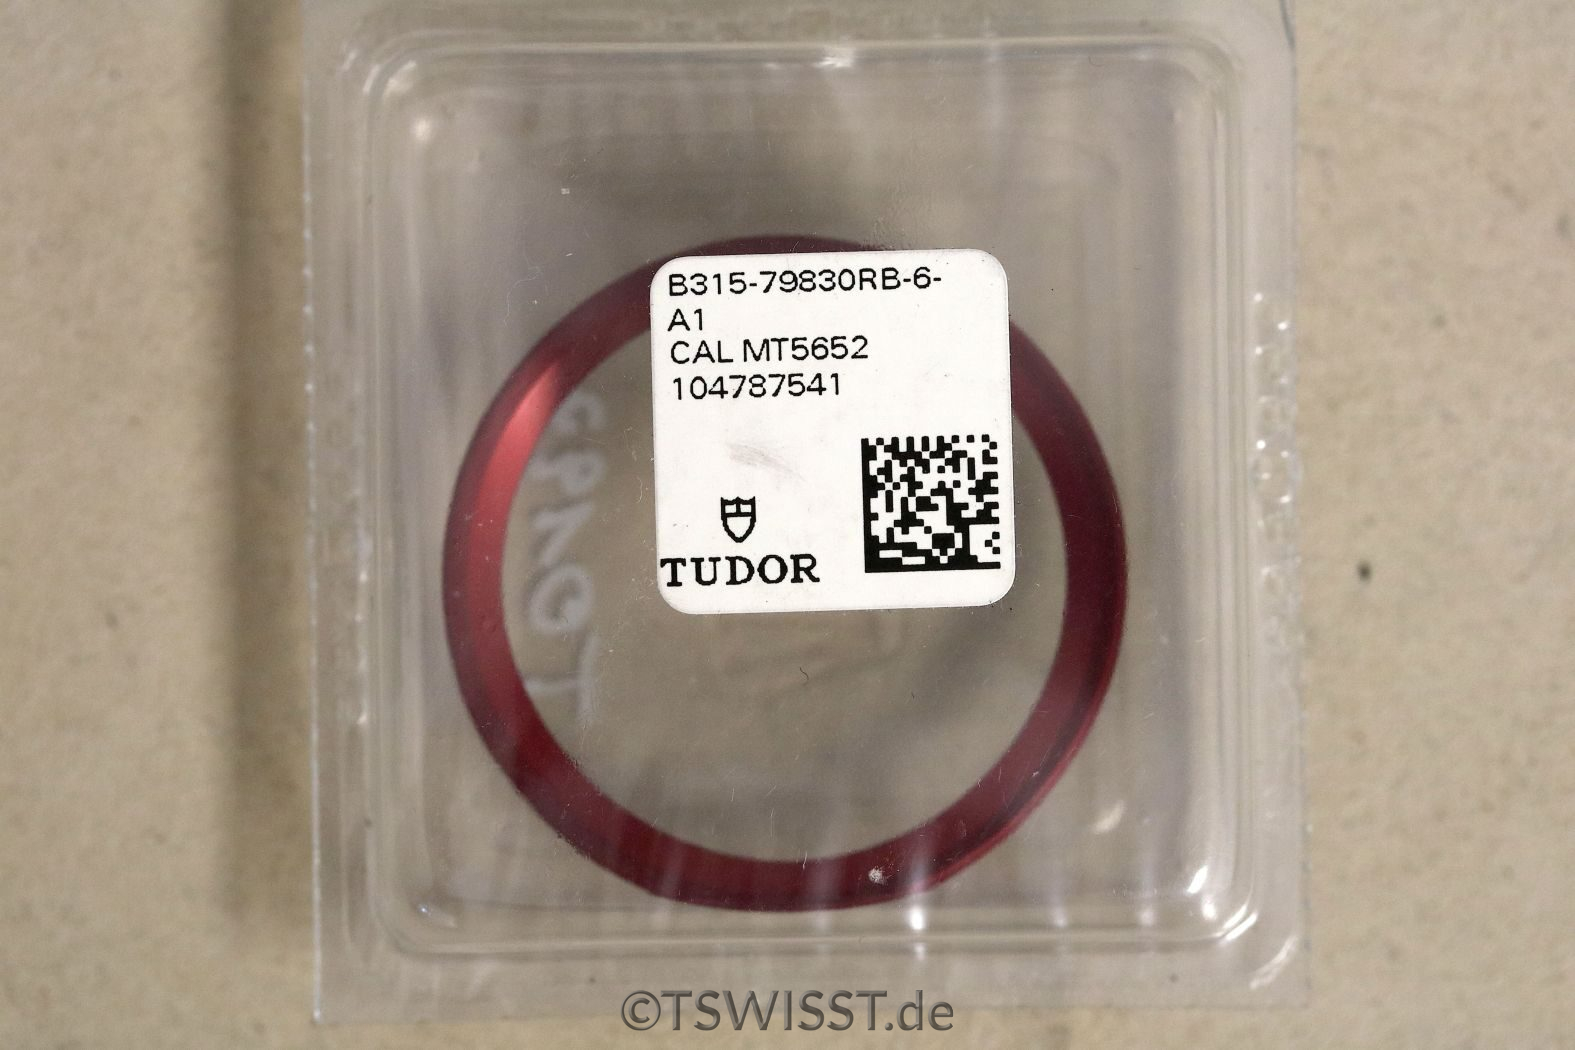 B315-79830RB-6-
A1
CAL MT5652
104787541
TUDOR
©TSWISST.de